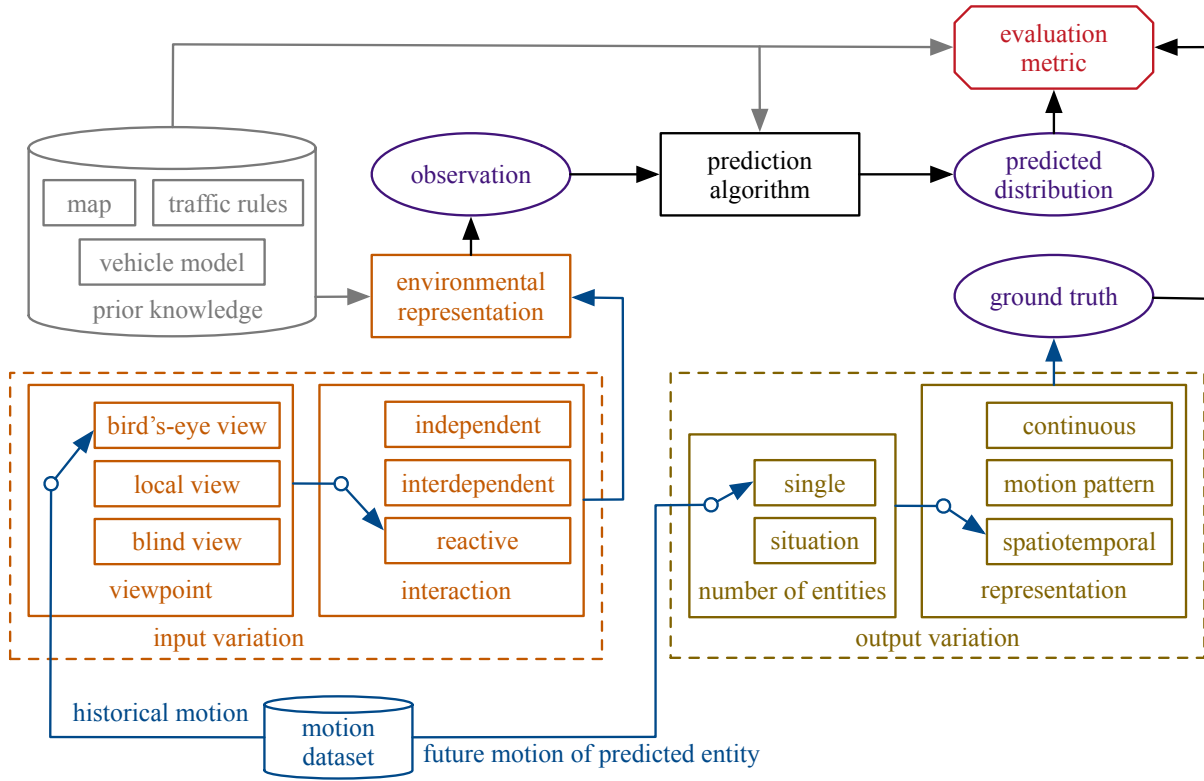 evaluation
metric
observation
prediction
algorithm
predicted
distribution
map
traffic rules
vehicle model
prior knowledge
environmental
representation
ground truth
bird's-eye view
local view
blind view
viewpoint
independent
interdependent
reactive
interaction
input variation
single
situation
number of entities
continuous
motion pattern
spatiotemporal
representation
output variation
historical motion
motion
dataset
future motion of predicted entity